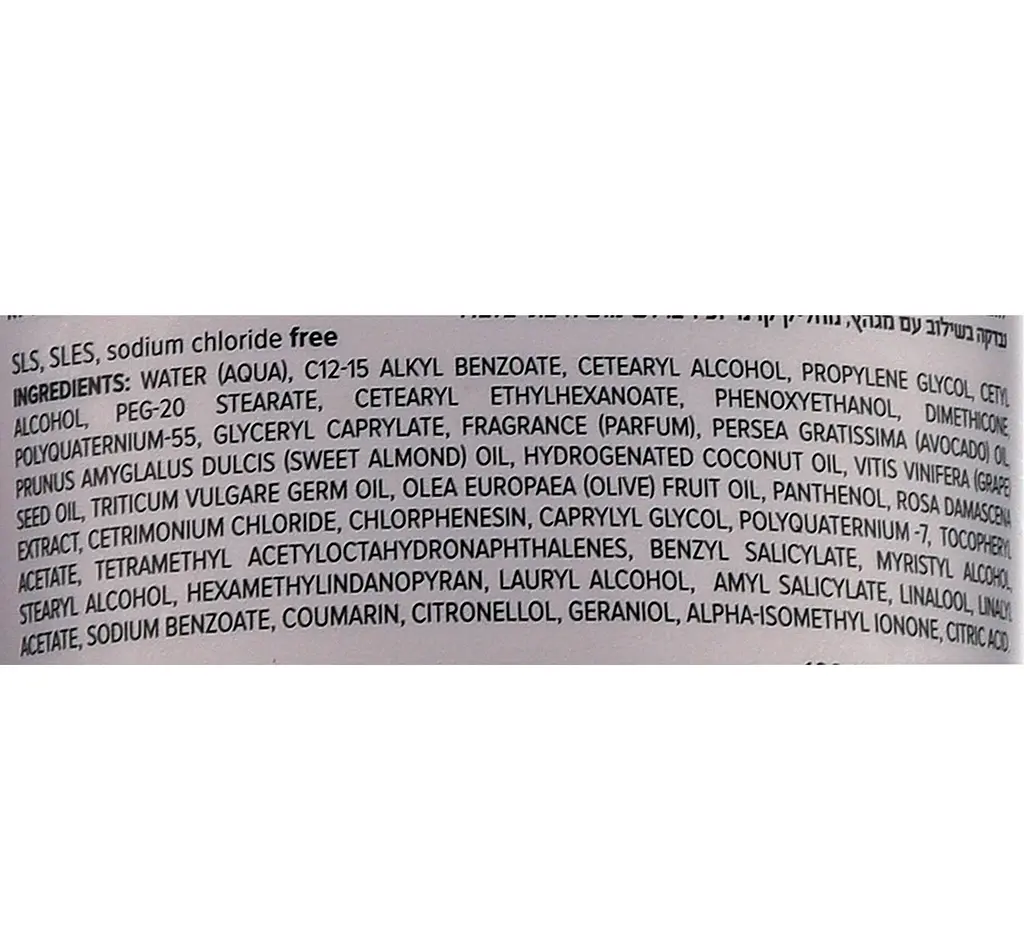 נבדקה בשילוב עם מגהץ,
SLS, SLES, sodium chloride free
INGREDIENTS: WATER (AQUA), C12-15 ALKYL BENZOATE, CETEARYL ALCOHOL, PROPYLENE GLYCOL, CETYL
ALCOHOL, PEG-20 STEARATE, CETEARYL ETHYLHEXANOATE, PHENOXYETHANOL, DIMETHICONE,
POLYQUATERNIUM-55, GLYCERYL CAPRYLATE, FRAGRANCE (PARFUM), PERSEA GRATISSIMA (AVOCADO) OIL,
PRUNUS AMYGLALUS DULCIS (SWEET ALMOND) OIL, HYDROGENATED COCONUT OIL, VITIS VINIFERA (GRAPE)
SEED OIL, TRITICUM VULGARE GERM OIL, OLEA EUROPAEA (OLIVE) FRUIT OIL, PANTHENOL, ROSA DAMASCENA
EXTRACT, CETRIMONIUM CHLORIDE, CHLORPHENESIN, CAPRYLYL GLYCOL, POLYQUATERNIUM -7, TOCOPHERYL
ACETATE, TETRAMETHYL ACETYLOCTAHYDRONAPHTHALENES, BENZYL SALICYLATE, MYRISTYL ALCOHOL,
STEARYL ALCOHOL, HEXAMETHYLINDANOPYRAN, LAURYL ALCOHOL, AMYL SALICYLATE, LINALOOL, LINALYL
ACETATE, SODIUM BENZOATE, COUMARIN, CITRONELLOL, GERANIOL, ALPHA-ISOMETHYL IONONE, CITRIC ACID.